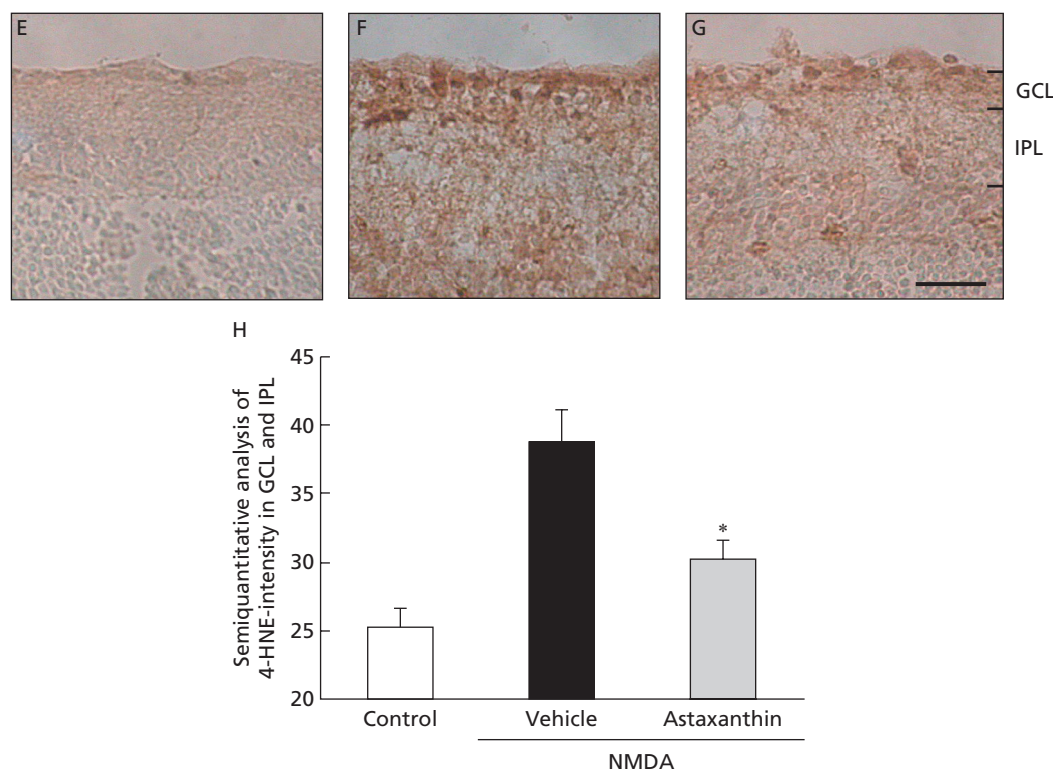 E
F
G
GCL
IPL
H
Semiquantitative analysis of
4-HNE-intensity in GCL and IPL
45
40
35
30
25
20
*
Control
Vehicle
Astaxanthin
NMDA